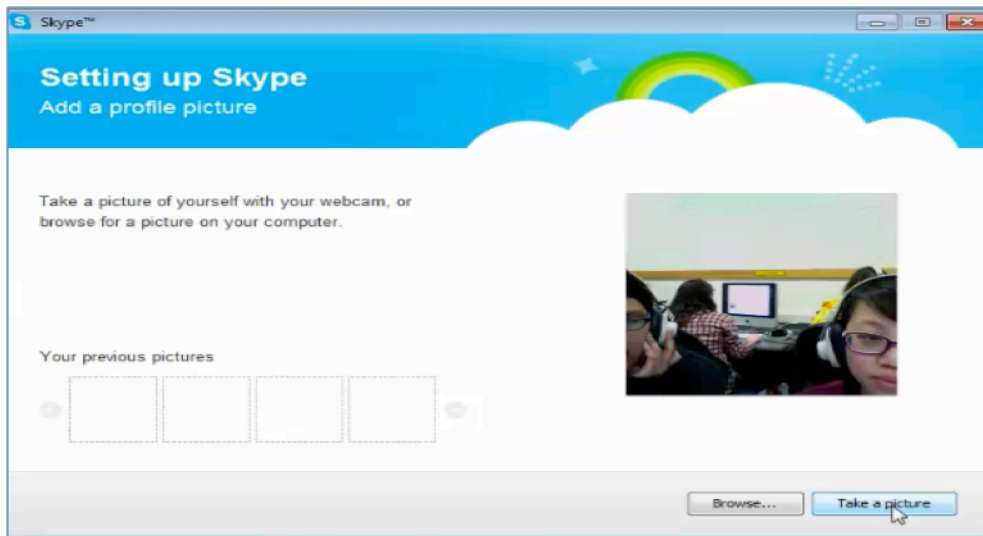 S Skype™
Setting up Skype
Add a profile picture
Take a picture of yourself with your webcam, or
browse for a picture on your computer.
Your previous pictures
Browse...
Take a picture